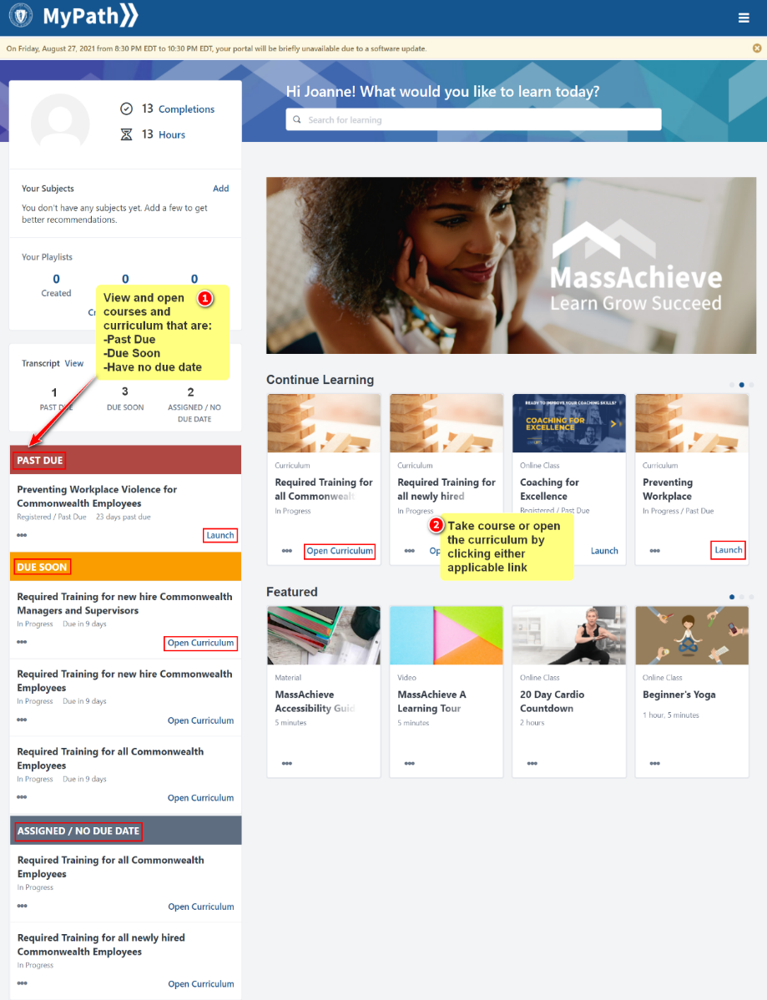 MyPath
On Friday, August 27, 2021 from 8:30 PM EDT to 10:30 PM EDT, your portal will be briefly unavailable due to a software update.
Hi Joanne! What would you like to learn today?
Search for learning
13 Completions
13 Hours
Your Subjects Add
You don't have any subjects yet. Add a few to get
better recommendations.
Your Playlists
0 0 0
Created
1
View and open
courses and
curriculum that are:
-Past Due
-Due Soon
-Have no due date
Transcript View
1 3 2
PAST DUE DUE SOON ASSIGNED / NO
DUE DATE
PAST DUE
Preventing Workplace Violence for
Commonwealth Employees
Registered / Past Due 23 days past due
Launch
DUE SOON
Required Training for new hire Commonwealth
Managers and Supervisors
In Progress Due in 9 days
Open Curriculum
Required Training for new hire Commonwealth
Employees
In Progress Due in 9 days
Open Curriculum
Required Training for all Commonwealth
Employees
In Progress Due in 9 days
Open Curriculum
ASSIGNED / NO DUE DATE
Required Training for all Commonwealth
Employees
In Progress
Open Curriculum
Required Training for all newly hired
Commonwealth Employees
In Progress
Open Curriculum
MassAchieve
Learn Grow Succeed
Continue Learning
Curriculum
Required Training for
all Commonwealt
In Progress
Open Curriculum
Curriculum
Required Training for
all newly hired
In Progress
READY TO IMPROVE YOUR COACHING SKILLS?
COACHING FOR
EXCELLENCE
Online Class
Coaching for
Excellence
Registered / Past Due
Launch
Curriculum
Preventing
Workplace
In Progress / Past Due
Launch
2
Take course or open
the curriculum by
clicking either
applicable link
Featured
Material
MassAchieve
Accessibility Guid
5 minutes
Video
MassAchieve A
Learning Tour
5 minutes
Online Class
20 Day Cardio
Countdown
2 hours
Online Class
Beginner's Yoga
1 hour, 5 minutes